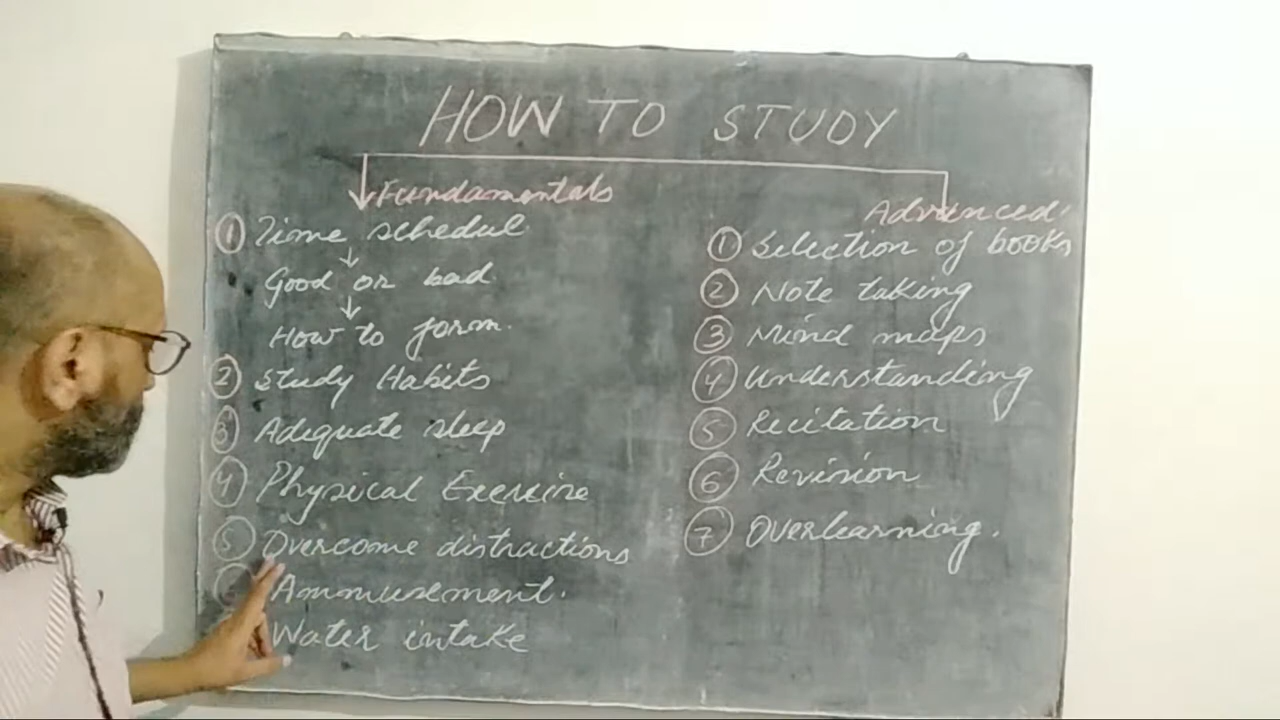 HOW TO STUDY
Fundamentals
① Time schedul
↓
Good or bad.
↓
How to form.
② Study Habits
③ Adequate sleep
④ Physical Exercise
⑤ Overcome distractions
Ammusement.
Water intake
Advanced
① Selection of books
② Note taking
③ Mind maps
④ Understanding
⑤ Recitation
⑥ Revision
⑦ Overlearning.